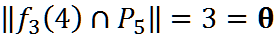 ‖f₃(4) ∩ P₅‖ = 3 = θ